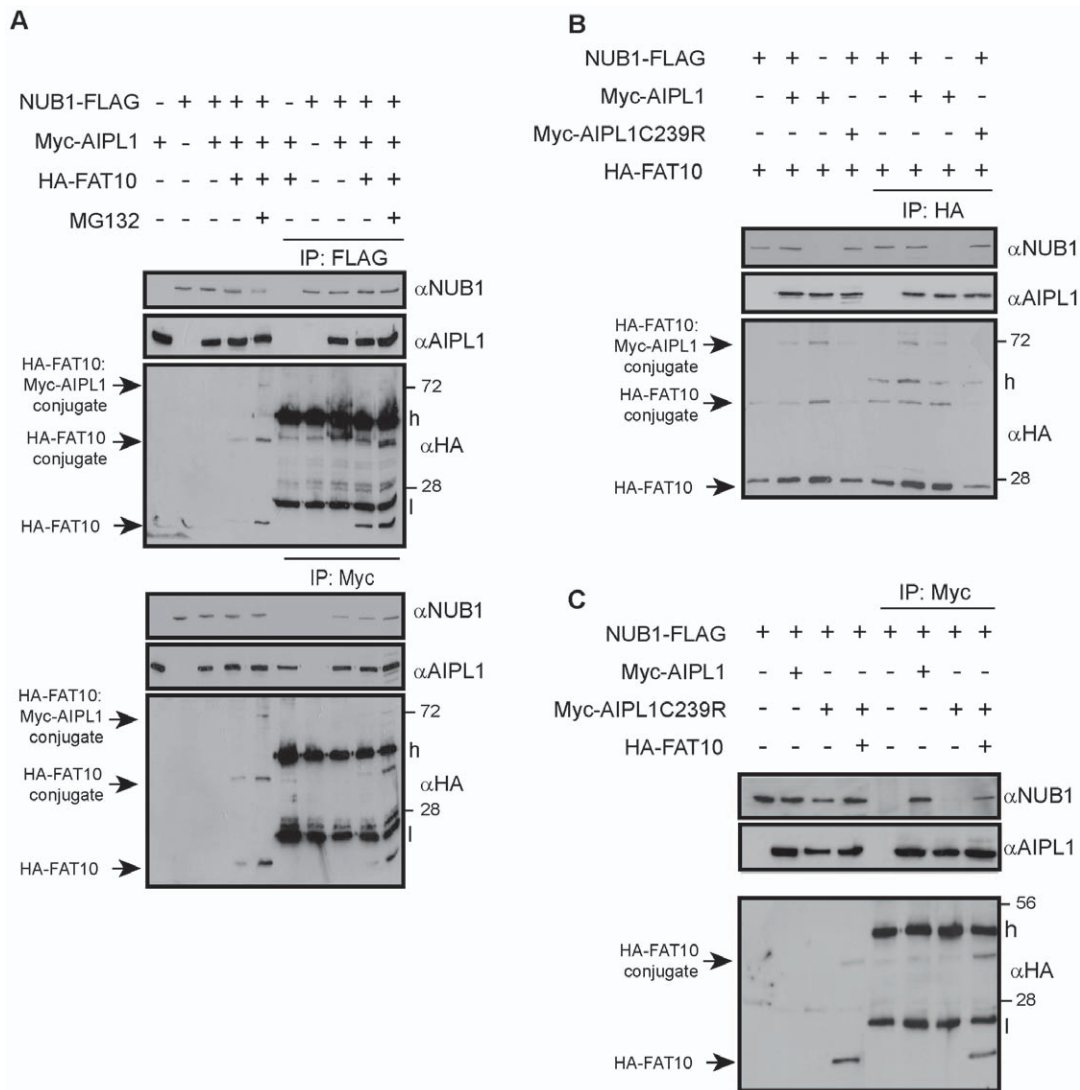 A
NUB1-FLAG - + + + + - + + + +
Myc-AIPL1 + - + + + + - + + +
HA-FAT10 - - - + + + - - + +
MG132 - - - - + - - - - +
IP: FLAG
αNUB1
αAIPL1
HA-FAT10:
Myc-AIPL1
conjugate
72
h
HA-FAT10
conjugate
αHA
28
l
HA-FAT10
IP: Myc
αNUB1
αAIPL1
HA-FAT10:
Myc-AIPL1
conjugate
72
h
HA-FAT10
conjugate
αHA
28
l
HA-FAT10
B
NUB1-FLAG + + - + + + - +
Myc-AIPL1 - + + - - + + -
Myc-AIPL1C239R - - - + - - - +
HA-FAT10 + + + + + + + +
IP: HA
αNUB1
αAIPL1
HA-FAT10:
Myc-AIPL1
conjugate
72
h
HA-FAT10
conjugate
αHA
28
HA-FAT10
C
IP: Myc
NUB1-FLAG + + + + + + + +
Myc-AIPL1 - + - - - + - -
Myc-AIPL1C239R - - + + - - + +
HA-FAT10 - - - + - - - +
αNUB1
αAIPL1
56
h
HA-FAT10
conjugate
αHA
28
l
HA-FAT10